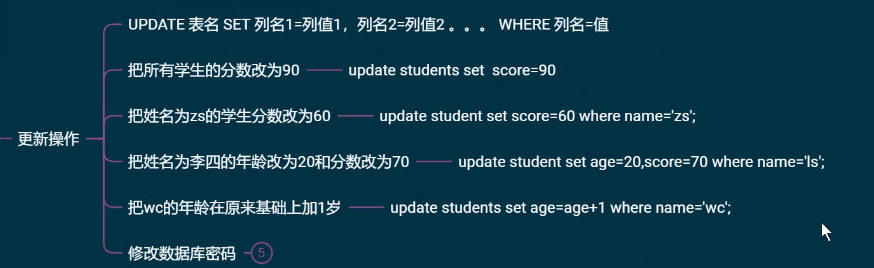 UPDATE 表名 SET 列名1=列值1，列名2=列值2 。。。 WHERE 列名=值
把所有学生的分数改为90 update students set  score=90
把姓名为zs的学生分数改为60 update student set score=60 where name='zs';
更新操作
把姓名为李四的年龄改为20和分数改为70 update student set age=20,score=70 where name='ls';
把wc的年龄在原来基础上加1岁 update students set age=age+1 where name='wc';
修改数据库密码 5